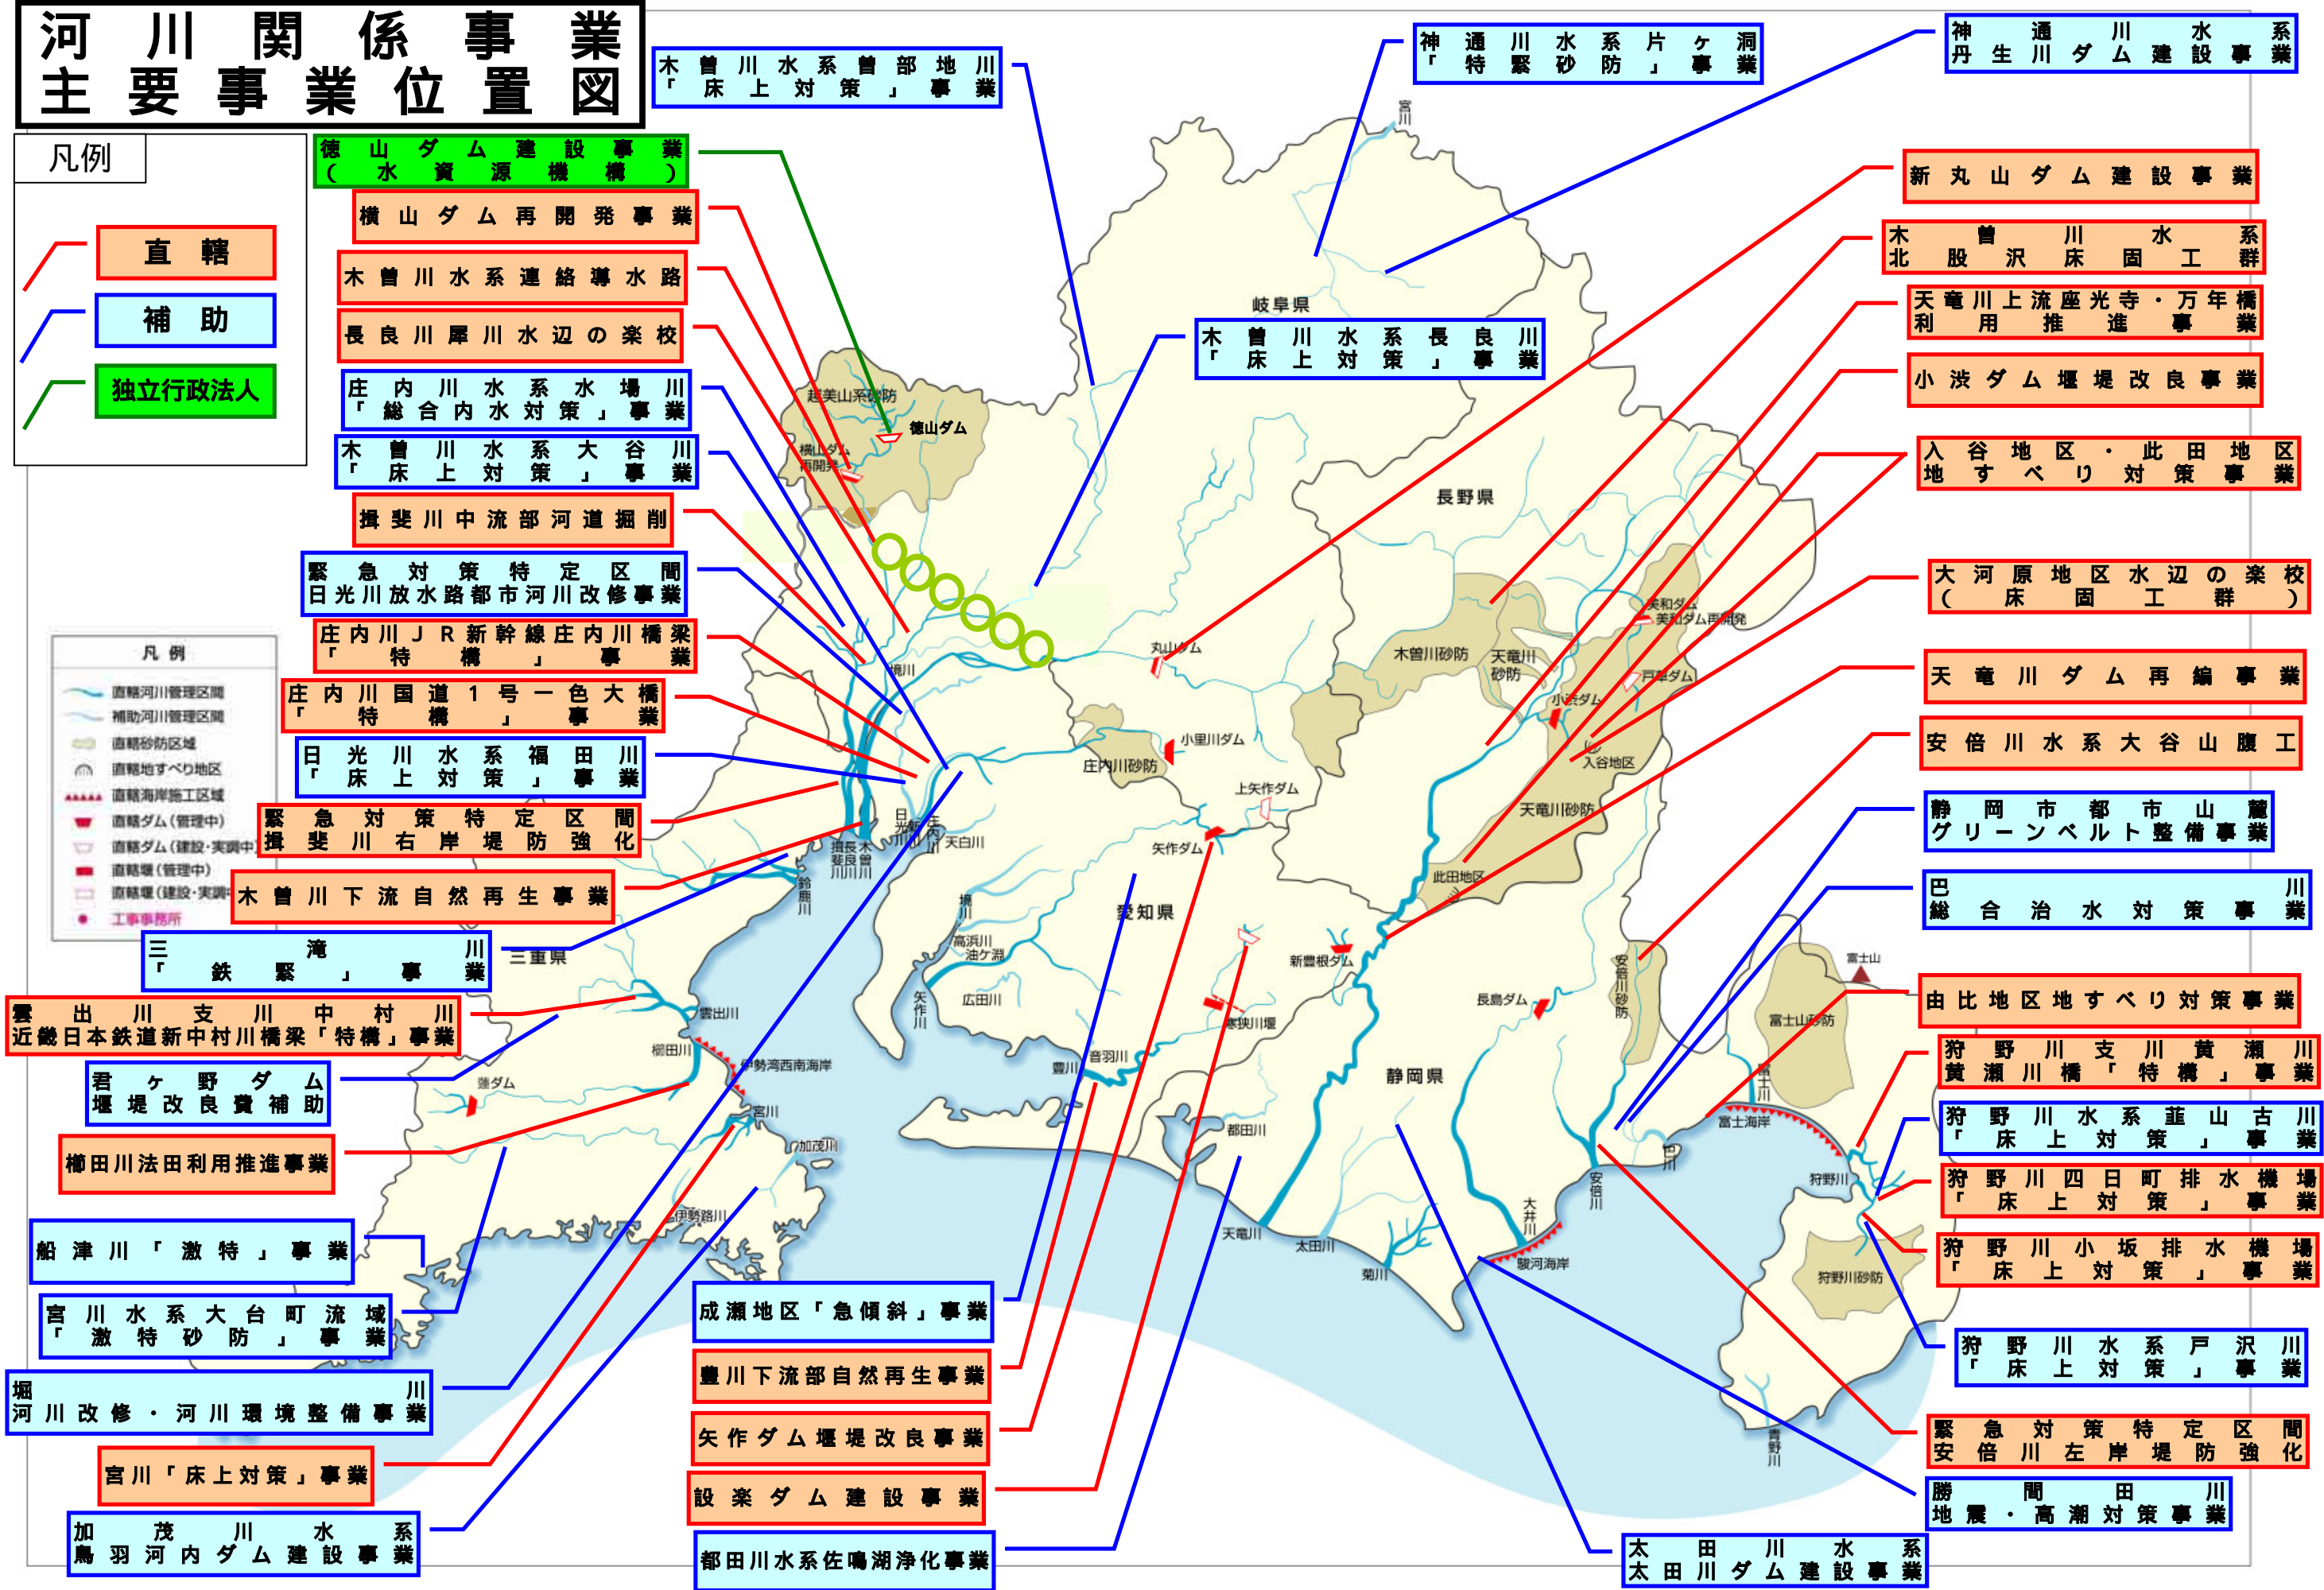 河川関係事業
主要事業位置図
凡例
直轄
補助
独立行政法人
木曽川水系曽部地川
「床上対策」事業
神通川水系片ヶ洞
「特緊砂防」事業
神通川水系
丹生川ダム建設事業
徳山ダム建設事業
(水資源機構)
横山ダム再開発事業
木曽川水系連絡導水路
長良川犀川水辺の楽校
庄内川水系水場川
「総合内水対策」事業
木曽川水系大谷川
「床上対策」事業
揖斐川中流部河道掘削
緊急対策特定区間
日光川放水路都市河川改修事業
庄内川JR新幹線庄内川橋梁
「特構」事業
庄内川国道1号一色大橋
「特構」事業
日光川水系福田川
「床上対策」事業
緊急対策特定区間
揖斐川右岸堤防強化
木曽川下流自然再生事業
三滝川
「鉄緊」事業
雲出川支川中村川
近畿日本鉄道新中村川橋梁「特構」事業
君ヶ野ダム
堰堤改良費補助
櫛田川法田利用推進事業
船津川「激特」事業
宮川水系大台町流域
「激特砂防」事業
堀川
河川改修・河川環境整備事業
宮川「床上対策」事業
加茂川水系
鳥羽河内ダム建設事業
木曽川水系長良川
「床上対策」事業
成瀬地区「急傾斜」事業
豊川下流部自然再生事業
矢作ダム堰堤改良事業
設楽ダム建設事業
都田川水系佐鳴湖浄化事業
新丸山ダム建設事業
木曽川水系
北股沢床固工群
天竜川上流座光寺・万年橋
利用推進事業
小渋ダム堰堤改良事業
入谷地区・此田地区
地すべり対策事業
大河原地区水辺の楽校
(床固工群)
天竜川ダム再編事業
安倍川水系大谷山腹工
静岡市都市山麓
グリーンベルト整備事業
巴川
総合治水対策事業
由比地区地すべり対策事業
狩野川支川黄瀬川
黄瀬川橋「特構」事業
狩野川水系韮山古川
「床上対策」事業
狩野川四日町排水機場
「床上対策」事業
狩野川小坂排水機場
「床上対策」事業
狩野川水系戸沢川
「床上対策」事業
緊急対策特定区間
安倍川左岸堤防強化
勝間田川
地震・高潮対策事業
太田川水系
太田川ダム建設事業
凡例
直轄河川管理区間
補助河川管理区間
直轄砂防区域
直轄地すべり地区
直轄海岸施工区域
直轄ダム(管理中)
直轄ダム(建設・実調中)
直轄堰(管理中)
直轄堰(建設・実調中
工事事務所
宮川
岐阜県
越美山系砂防
徳山ダム
横山ダム
再開発
長野県
美和ダム
美和ダム再開発
木曽川砂防
天竜川
砂防
戸草ダム
小渋ダム
丸山ダム
境川
小里川ダム
庄内川砂防
入谷地区
上矢作ダム
天竜川砂防
日光川
新川
庄内川
天白川
揖斐川
長良川
木曽川
鈴鹿川
矢作ダム
此田地区
境川
愛知県
高浜川
油ケ淵
三重県
新豊根ダム
安倍川砂防
富士山
広田川
矢作川
長島ダム
雲出川
寒狭川堰
富士山砂防
櫛田川
音羽川
豊川
伊勢湾西南海岸
静岡県
富士川
蓮ダム
宮川
都田川
富士海岸
加茂川
巴川
狩野川
安倍川
大井川
伊勢路川
天竜川
太田川
菊川
駿河海岸
狩野川砂防
青野川